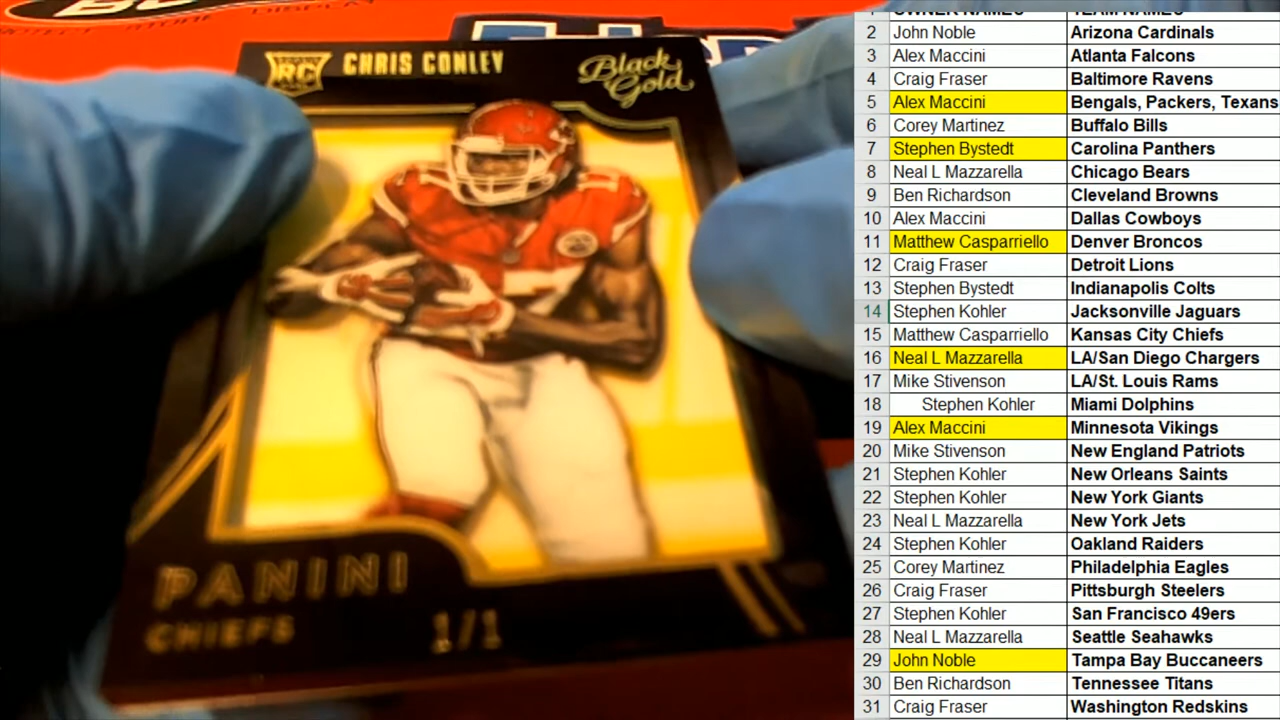 RC
CHRIS CONLEY
Black Gold
PANINI
CHIEFS
1/1
1 OWNER NAMES TEAM NAMES
2 John Noble Arizona Cardinals
3 Alex Maccini Atlanta Falcons
4 Craig Fraser Baltimore Ravens
5 Alex Maccini Bengals, Packers, Texans
6 Corey Martinez Buffalo Bills
7 Stephen Bystedt Carolina Panthers
8 Neal L Mazzarella Chicago Bears
9 Ben Richardson Cleveland Browns
10 Alex Maccini Dallas Cowboys
11 Matthew Casparriello Denver Broncos
12 Craig Fraser Detroit Lions
13 Stephen Bystedt Indianapolis Colts
14 Stephen Kohler Jacksonville Jaguars
15 Matthew Casparriello Kansas City Chiefs
16 Neal L Mazzarella LA/San Diego Chargers
17 Mike Stivenson LA/St. Louis Rams
18 Stephen Kohler Miami Dolphins
19 Alex Maccini Minnesota Vikings
20 Mike Stivenson New England Patriots
21 Stephen Kohler New Orleans Saints
22 Stephen Kohler New York Giants
23 Neal L Mazzarella New York Jets
24 Stephen Kohler Oakland Raiders
25 Corey Martinez Philadelphia Eagles
26 Craig Fraser Pittsburgh Steelers
27 Stephen Kohler San Francisco 49ers
28 Neal L Mazzarella Seattle Seahawks
29 John Noble Tampa Bay Buccaneers
30 Ben Richardson Tennessee Titans
31 Craig Fraser Washington Redskins